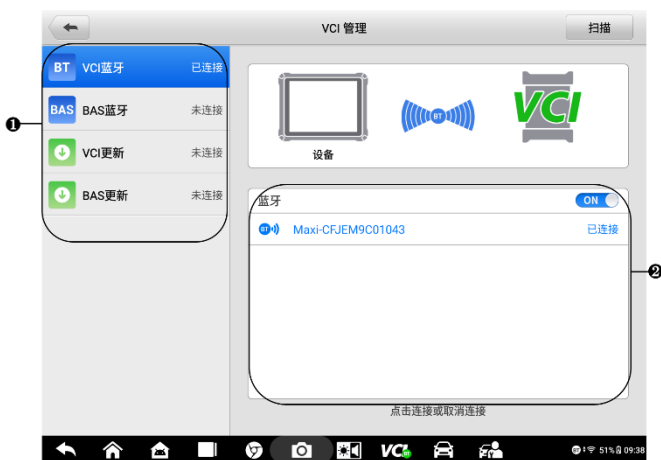 VCI 管理
扫描
BT VCI蓝牙 已连接
BAS BAS蓝牙 未连接
VCI更新 未连接
BAS更新 未连接
❶
BT
VCI
设备
蓝牙 ON
BT Maxi-CFJEM9C01043 已连接
❷
点击连接或取消连接
VCI 51% 09:38